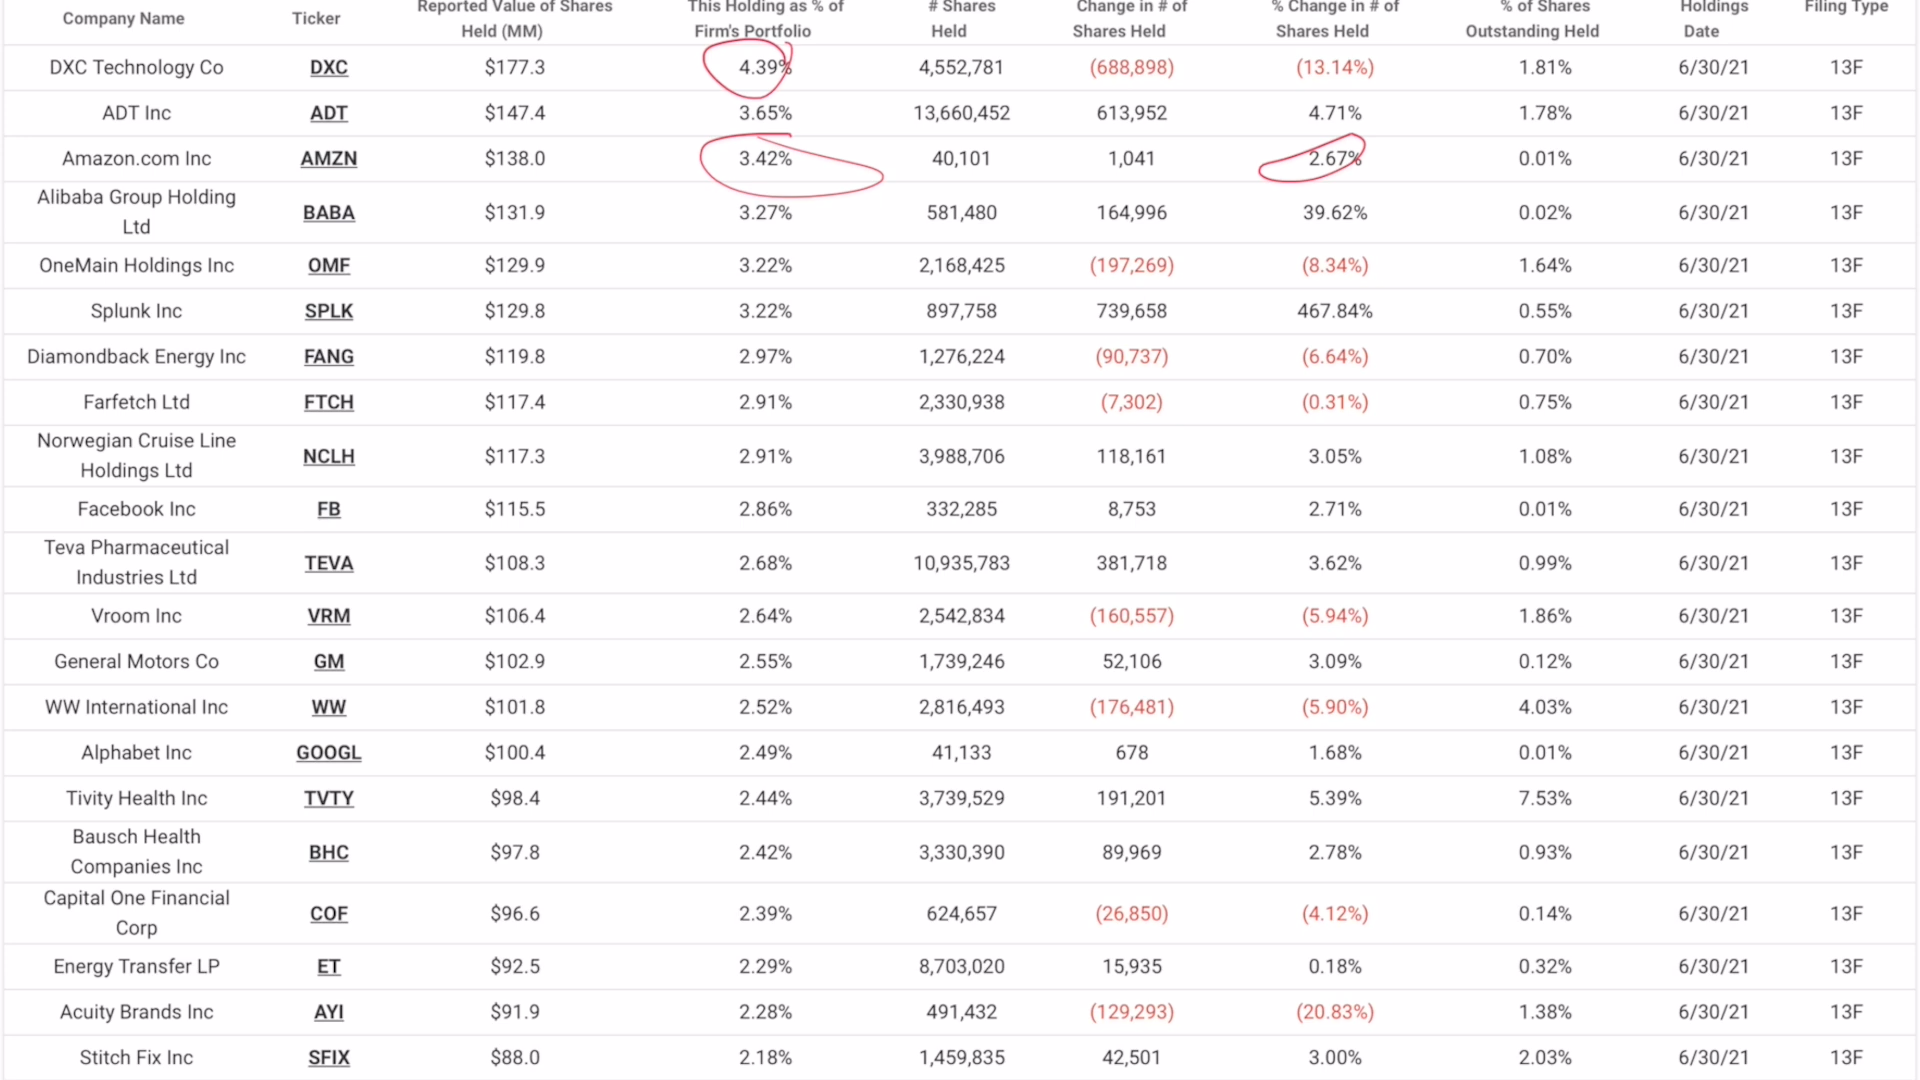 Company Name Ticker Reported Value of Shares Held (MM) This Holding as % of Firm's Portfolio # Shares Held Change in # of Shares Held % Change in # of Shares Held % of Shares Outstanding Held Holdings Date Filing Type
DXC Technology Co DXC $177.3 4.39% 4,552,781 (688,898) (13.14%) 1.81% 6/30/21 13F
ADT Inc ADT $147.4 3.65% 13,660,452 613,952 4.71% 1.78% 6/30/21 13F
Amazon.com Inc AMZN $138.0 3.42% 40,101 1,041 2.67% 0.01% 6/30/21 13F
Alibaba Group Holding Ltd BABA $131.9 3.27% 581,480 164,996 39.62% 0.02% 6/30/21 13F
OneMain Holdings Inc OMF $129.9 3.22% 2,168,425 (197,269) (8.34%) 1.64% 6/30/21 13F
Splunk Inc SPLK $129.8 3.22% 897,758 739,658 467.84% 0.55% 6/30/21 13F
Diamondback Energy Inc FANG $119.8 2.97% 1,276,224 (90,737) (6.64%) 0.70% 6/30/21 13F
Farfetch Ltd FTCH $117.4 2.91% 2,330,938 (7,302) (0.31%) 0.75% 6/30/21 13F
Norwegian Cruise Line Holdings Ltd NCLH $117.3 2.91% 3,988,706 118,161 3.05% 1.08% 6/30/21 13F
Facebook Inc FB $115.5 2.86% 332,285 8,753 2.71% 0.01% 6/30/21 13F
Teva Pharmaceutical Industries Ltd TEVA $108.3 2.68% 10,935,783 381,718 3.62% 0.99% 6/30/21 13F
Vroom Inc VRM $106.4 2.64% 2,542,834 (160,557) (5.94%) 1.86% 6/30/21 13F
General Motors Co GM $102.9 2.55% 1,739,246 52,106 3.09% 0.12% 6/30/21 13F
WW International Inc WW $101.8 2.52% 2,816,493 (176,481) (5.90%) 4.03% 6/30/21 13F
Alphabet Inc GOOGL $100.4 2.49% 41,133 678 1.68% 0.01% 6/30/21 13F
Tivity Health Inc TVTY $98.4 2.44% 3,739,529 191,201 5.39% 7.53% 6/30/21 13F
Bausch Health Companies Inc BHC $97.8 2.42% 3,330,390 89,969 2.78% 0.93% 6/30/21 13F
Capital One Financial Corp COF $96.6 2.39% 624,657 (26,850) (4.12%) 0.14% 6/30/21 13F
Energy Transfer LP ET $92.5 2.29% 8,703,020 15,935 0.18% 0.32% 6/30/21 13F
Acuity Brands Inc AYI $91.9 2.28% 491,432 (129,293) (20.83%) 1.38% 6/30/21 13F
Stitch Fix Inc SFIX $88.0 2.18% 1,459,835 42,501 3.00% 2.03% 6/30/21 13F